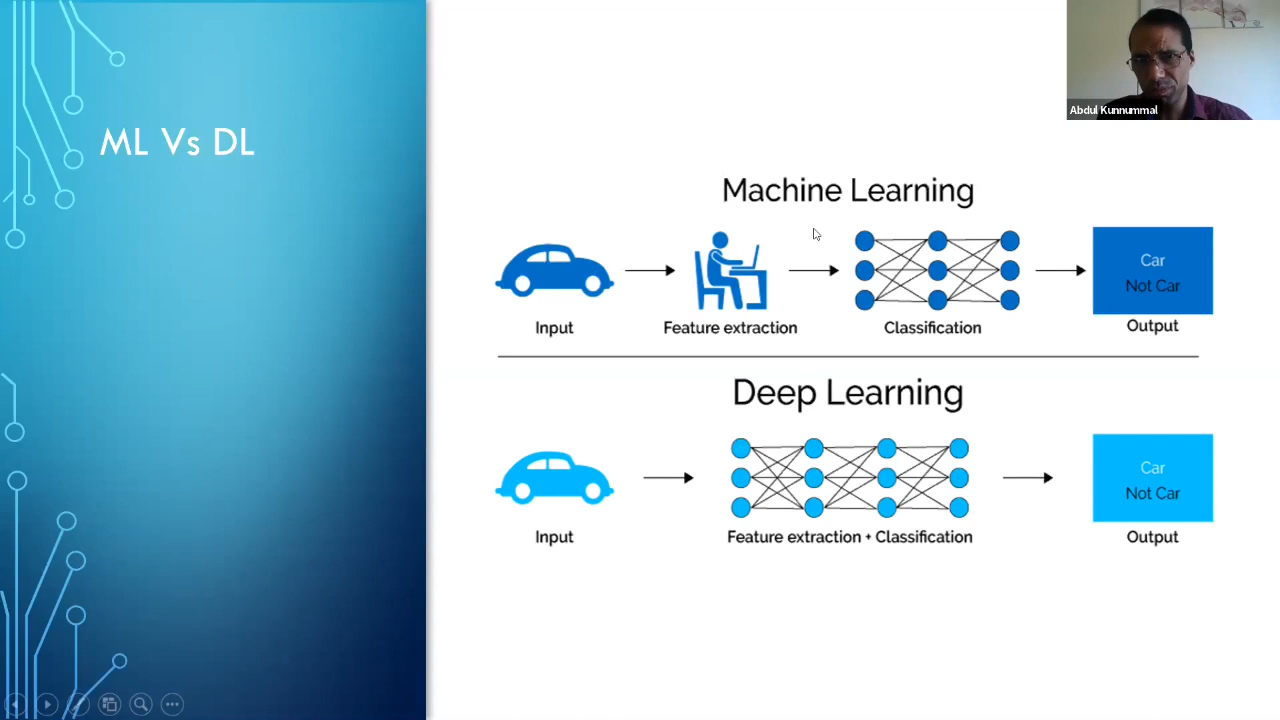 ML Vs DL
Abdul Kunnummal
Machine Learning
Input
Feature extraction
Classification
Car
Not Car
Output
Deep Learning
Input
Feature extraction + Classification
Car
Not Car
Output